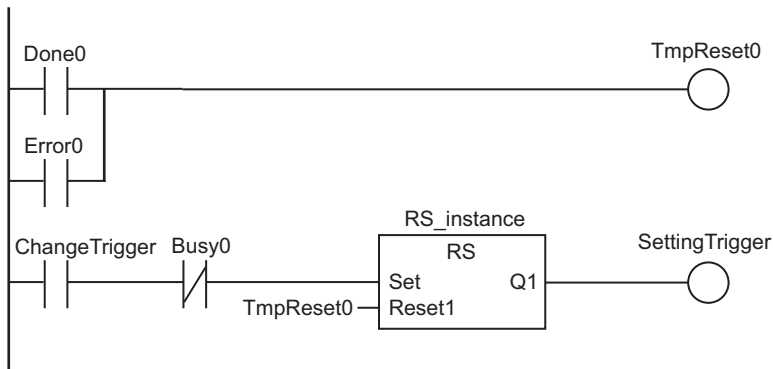 Done0
TmpReset0
Error0
RS_instance
ChangeTrigger
Busy0
RS
SettingTrigger
Set
Q1
TmpReset0
Reset1